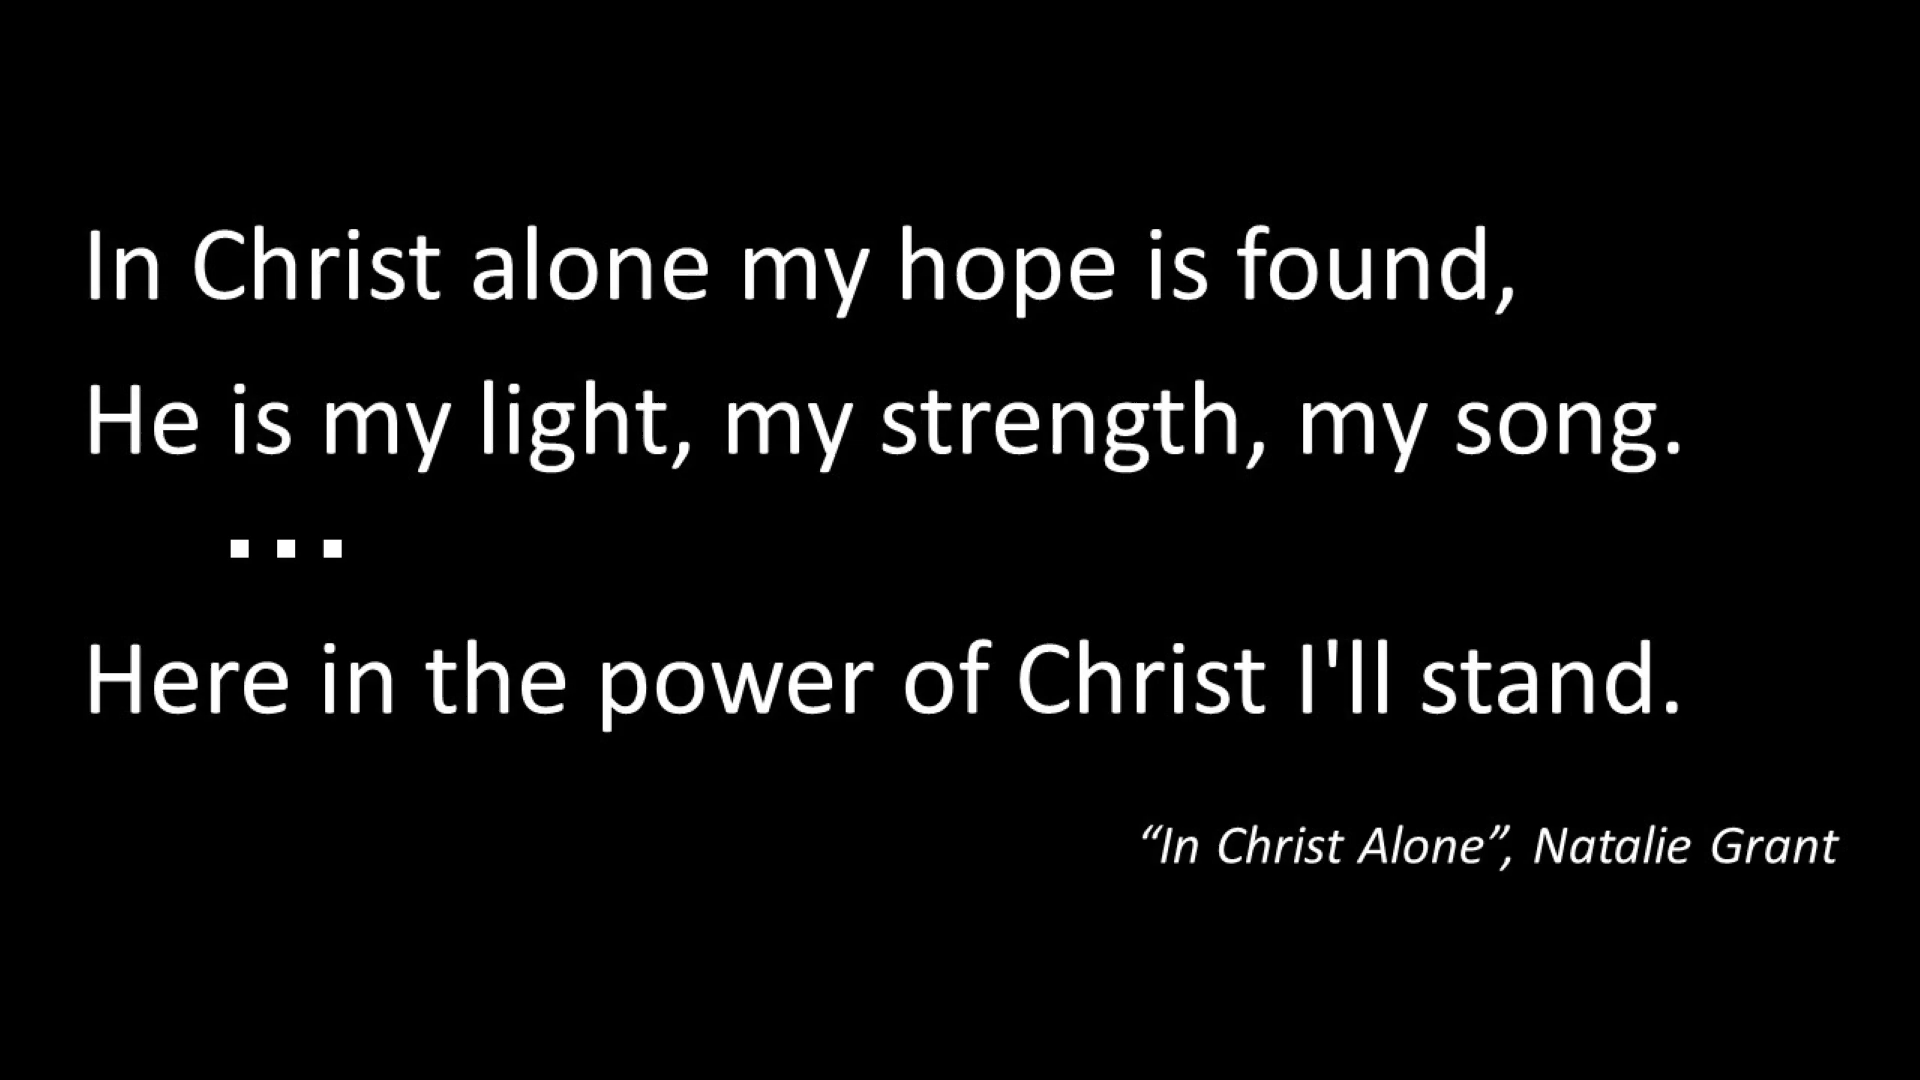 In Christ alone my hope is found,
He is my light, my strength, my song.
...
Here in the power of Christ I'll stand.
“In Christ Alone”, Natalie Grant